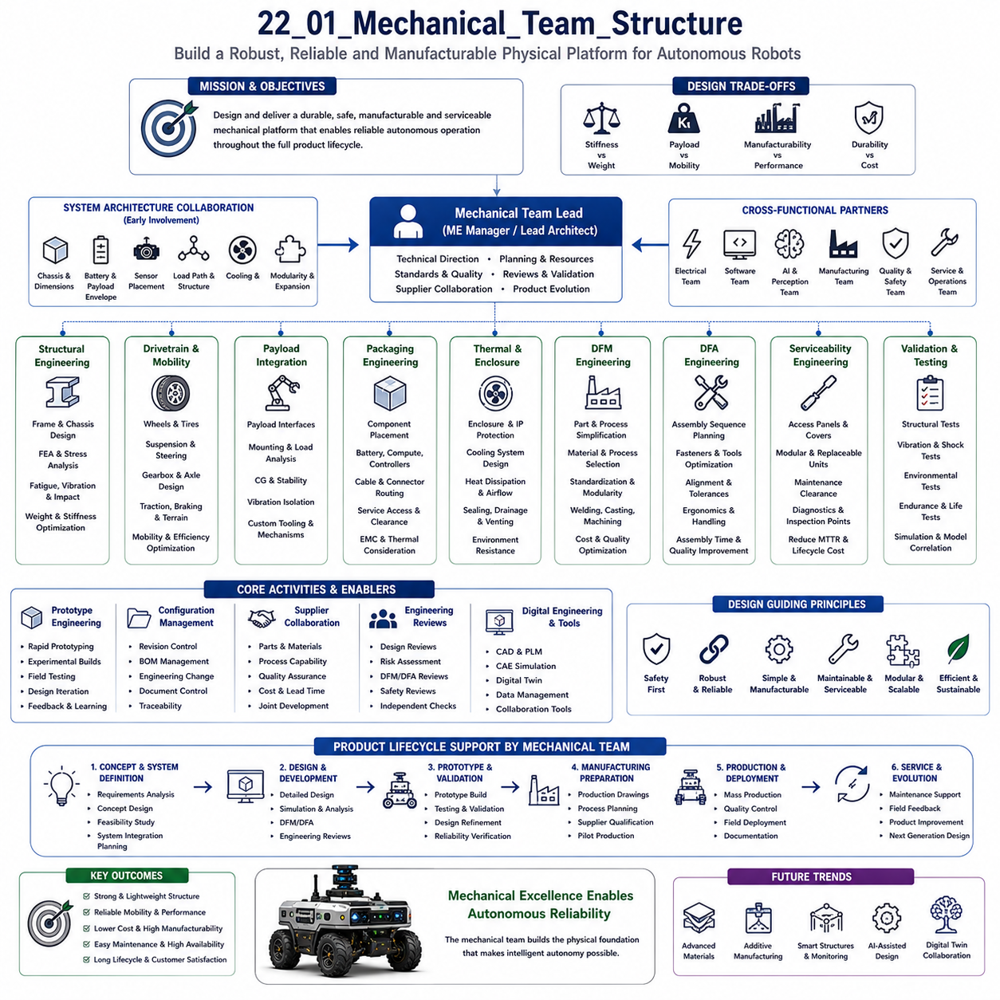 22_01_Mechanical_Team_Structure
Build a Robust, Reliable and Manufacturable Physical Platform for Autonomous Robots
MISSION & OBJECTIVES
Design and deliver a durable, safe, manufacturable and serviceable
mechanical platform that enables reliable autonomous operation
throughout the full product lifecycle.
DESIGN TRADE-OFFS
Stiffness
vs
Weight
Payload
vs
Mobility
Manufacturability
vs
Performance
Durability
vs
Cost
SYSTEM ARCHITECTURE COLLABORATION
(Early Involvement)
Chassis &
Dimensions
Battery &
Payload
Envelope
Sensor
Placement
Load Path &
Structure
Cooling &
Modularity &
Expansion
Mechanical Team Lead
(ME Manager / Lead Architect)
Technical Direction • Planning & Resources
Standards & Quality • Reviews & Validation
Supplier Collaboration • Product Evolution
CROSS-FUNCTIONAL PARTNERS
Electrical
Team
Software
Team
AI &
Perception
Team
Manufacturing
Team
Quality &
Safety
Team
Service &
Operations
Team
Structural
Engineering
Frame & Chassis
Design
FEA & Stress
Analysis
Fatigue, Vibration
& Impact
Weight & Stiffness
Optimization
Drivetrain &
Mobility
Wheels & Tires
Suspension &
Steering
Gearbox & Axle
Design
Traction, Braking
& Terrain
Mobility & Efficiency
Optimization
Payload
Integration
Payload Interfaces
Mounting & Load
Analysis
CG & Stability
Vibration Isolation
Custom Tooling &
Mechanisms
Packaging
Engineering
Component
Placement
Battery, Compute,
Controllers
Cable & Connector
Routing
Service Access &
Clearance
EMC & Thermal
Consideration
Thermal &
Enclosure
Enclosure & IP
Protection
Cooling System
Design
Heat Dissipation
& Airflow
Sealing, Drainage
& Venting
Environment
Resistance
DFM
Engineering
Part & Process
Simplification
Material & Process
Selection
Standardization &
Modularity
Welding, Casting,
Machining
Cost & Quality
Optimization
DFA
Engineering
Assembly Sequence
Planning
Fasteners & Tools
Optimization
Alignment &
Tolerances
Ergonomics &
Handling
Assembly Time &
Quality Improvement
Serviceability
Engineering
Access Panels &
Covers
Modular & Replaceable
Units
Maintenance
Clearance
Diagnostics &
Inspection Points
Reduce MTTR &
Lifecycle Cost
Validation &
Testing
Structural Tests
Vibration & Shock
Tests
Environmental
Tests
Endurance & Life
Tests
Simulation & Model
Correlation
CORE ACTIVITIES & ENABLERS
Prototype
Engineering
Rapid Prototyping
Experimental Builds
Field Testing
Design Iteration
Feedback & Learning
Configuration
Management
Revision Control
BOM Management
Engineering Change
Document Control
Traceability
Supplier
Collaboration
Parts & Materials
Process Capability
Quality Assurance
Cost & Lead Time
Joint Development
Engineering
Reviews
Design Reviews
Risk Assessment
DFM/DFA Reviews
Safety Reviews
Independent Checks
Digital Engineering
& Tools
CAD & PLM
CAE Simulation
Digital Twin
Data Management
Collaboration Tools
DESIGN GUIDING PRINCIPLES
Safety
First
Robust
& Reliable
Simple &
Manufacturable
Maintainable &
Serviceable
Modular &
Scalable
Efficient &
Sustainable
PRODUCT LIFECYCLE SUPPORT BY MECHANICAL TEAM
1. CONCEPT & SYSTEM
DEFINITION
Requirements Analysis
Concept Design
Feasibility Study
System Integration
Planning
2. DESIGN &
DEVELOPMENT
Detailed Design
Simulation & Analysis
DFM/DFA
Engineering Reviews
3. PROTOTYPE &
VALIDATION
Prototype Build
Testing & Validation
Design Refinement
Reliability Verification
4. MANUFACTURING
PREPARATION
Production Drawings
Process Planning
Supplier Qualification
Pilot Production
5. PRODUCTION &
DEPLOYMENT
Mass Production
Quality Control
Field Deployment
Documentation
6. SERVICE &
EVOLUTION
Maintenance Support
Field Feedback
Product Improvement
Next Generation Design
KEY OUTCOMES
Strong & Lightweight Structure
Reliable Mobility & Performance
Lower Cost & High Manufacturability
Easy Maintenance & High Availability
Long Lifecycle & Customer Satisfaction
Mechanical Excellence Enables
Autonomous Reliability
The mechanical team builds the physical foundation
that makes intelligent autonomy possible.
FUTURE TRENDS
Advanced
Materials
Additive
Manufacturing
Smart Structures
& Monitoring
AI-Assisted
Design
Digital Twin
Collaboration